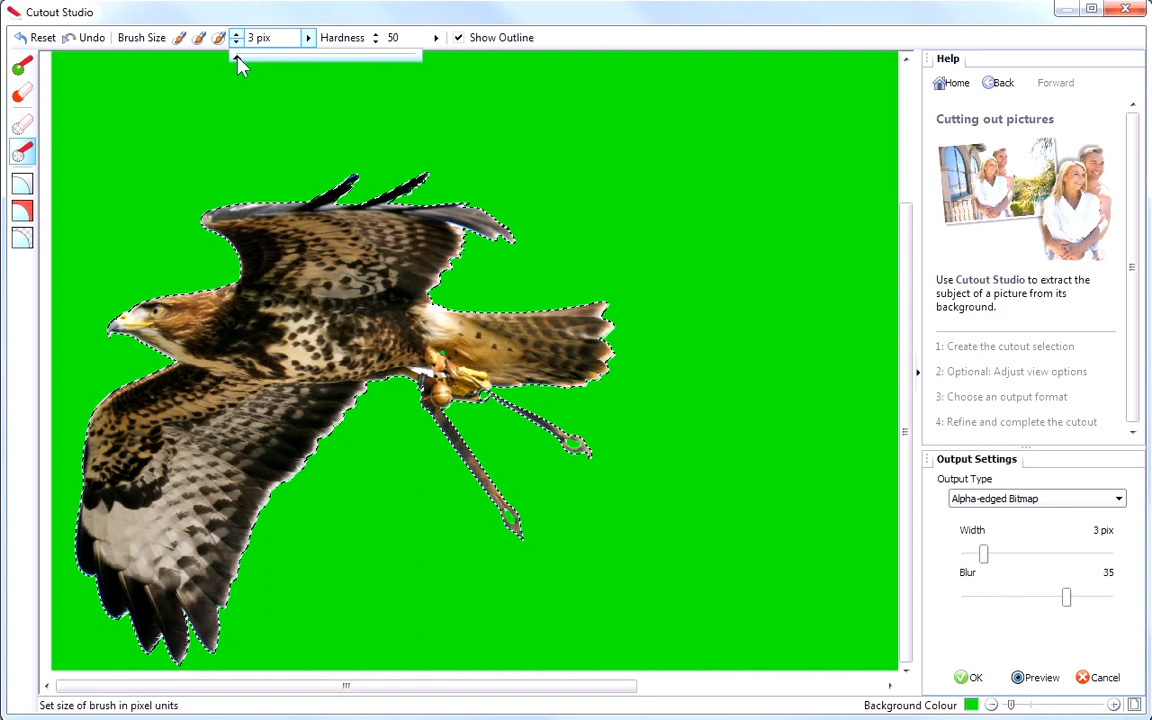 Cutout Studio
Reset Undo Brush Size 3 pix Hardness 50 Show Outline
Help
Home Back Forward
Cutting out pictures
Use Cutout Studio to extract the
subject of a picture from its
background.
1: Create the cutout selection
2: Optional: Adjust view options
3: Choose an output format
4: Refine and complete the cutout
Output Settings
Output Type
Alpha-edged Bitmap
Width 3 pix
Blur 35
OK Preview Cancel
Set size of brush in pixel units
Background Colour